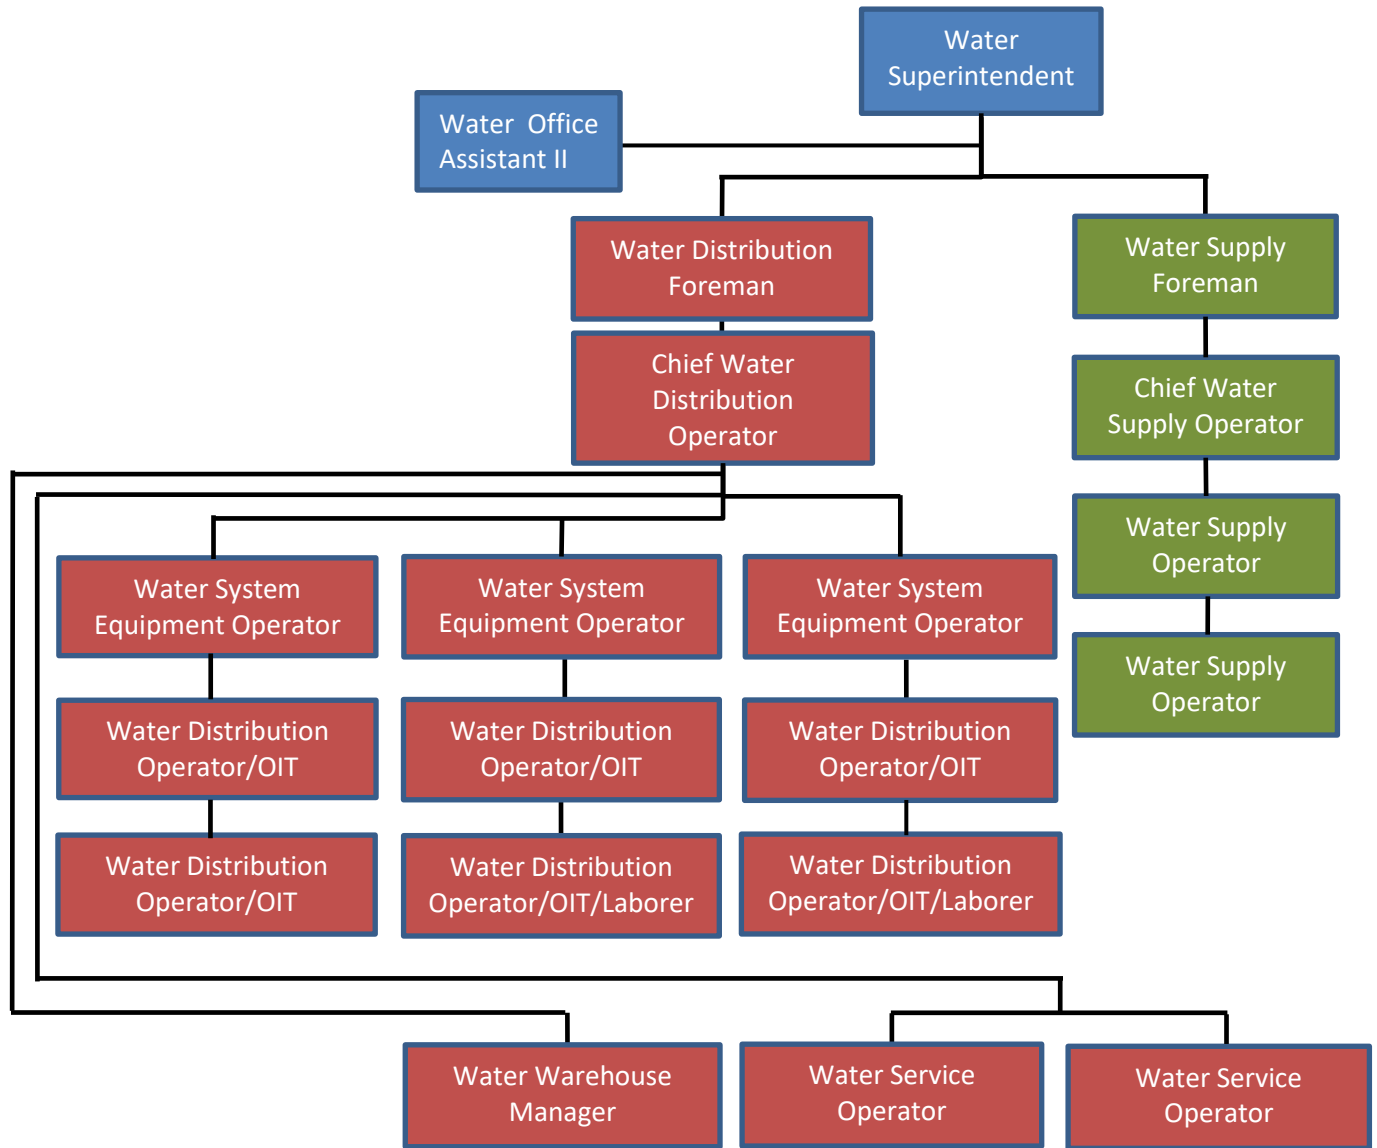 Water
Superintendent
Water  Office
Assistant II
Water Distribution
Foreman
Water Supply
Foreman
Chief Water
Distribution
Operator
Chief Water
Supply Operator
Water Supply
Operator
Water System
Equipment Operator
Water System
Equipment Operator
Water System
Equipment Operator
Water Supply
Operator
Water Distribution
Operator/OIT
Water Distribution
Operator/OIT
Water Distribution
Operator/OIT
Water Distribution
Operator/OIT
Water Distribution
Operator/OIT/Laborer
Water Distribution
Operator/OIT/Laborer
Water Warehouse
Manager
Water Service
Operator
Water Service
Operator